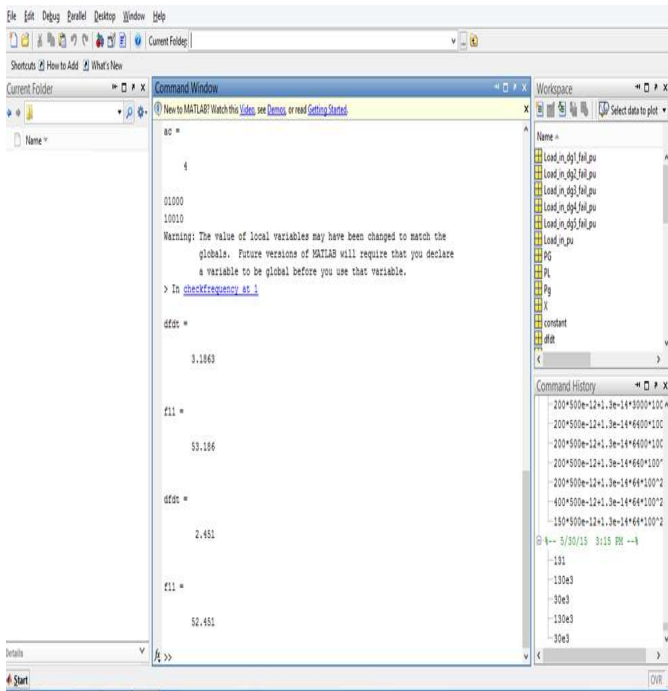 File Edit Debug Parallel Desktop Window Help
Current Folder:
Shortcuts How to Add What's New
Current Folder
Name
Details
Start
Command Window
New to MATLAB? Watch this Video, see Demos, or read Getting Started.
ac =
4
01000
10010
Warning: The value of local variables may have been changed to match the
globals. Future versions of MATLAB will require that you declare
a variable to be global before you use that variable.
> In checkfrequency at 1
dfdt =
3.1863
f11 =
53.186
dfdt =
2.451
f11 =
52.451
fx >>
Workspace
Select data to plot
Name
Load_in_dg1_fail_pu
Load_in_dg2_fail_pu
Load_in_dg3_fail_pu
Load_in_dg4_fail_pu
Load_in_dg5_fail_pu
Load_in_pu
PG
PL
Pg
X
constant
dfdt
Command History
200*500e-12+1.3e-14*3000*100
200*500e-12+1.3e-14*6400*100
200*500e-12+1.3e-14*6400*100
200*500e-12+1.3e-14*640*100^
200*500e-12+1.3e-14*64*100^2
400*500e-12+1.3e-14*64*100^2
150*500e-12+1.3e-14*64*100^2
%-- 5/30/15 3:15 PM --%
131
130e3
30e3
130e3
30e3
OVR